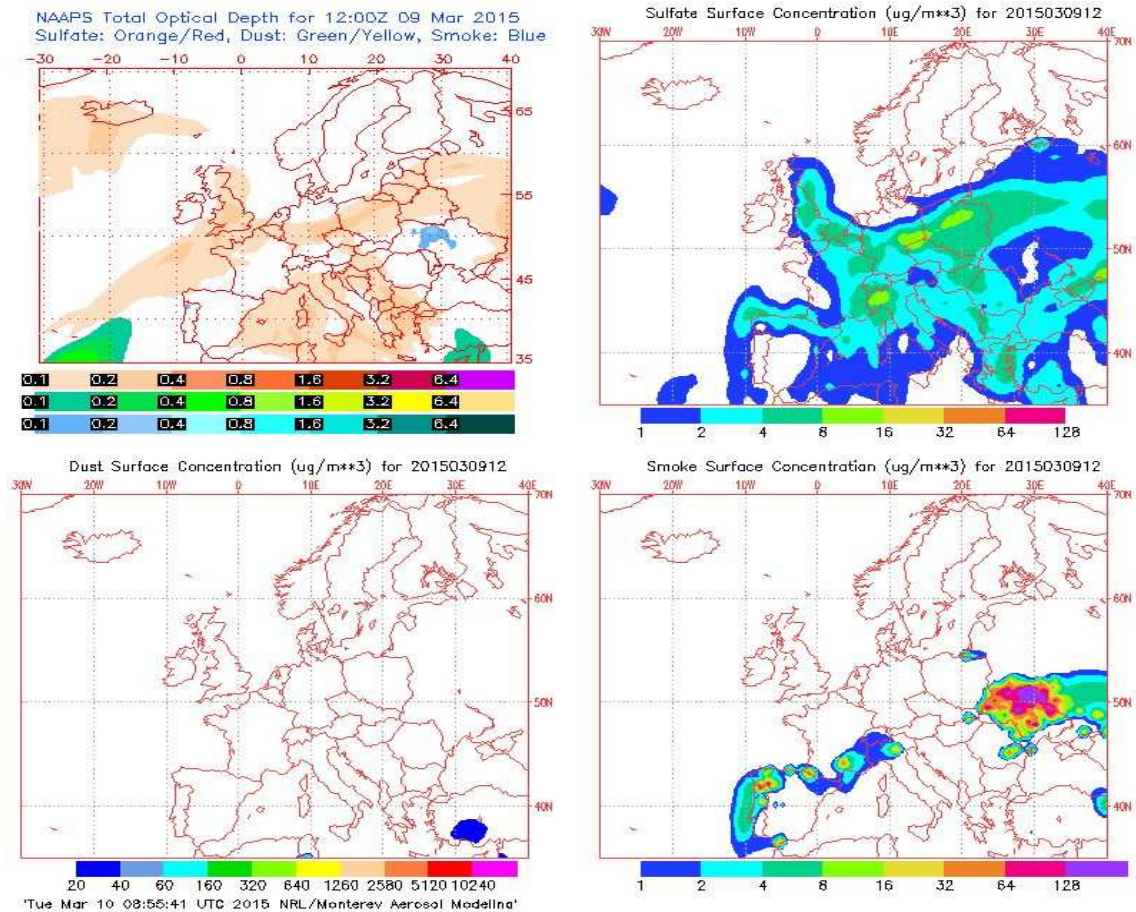 NAAPS Total Optical Depth for 12:00Z 09 Mar 2015
Sulfate: Orange/Red, Dust: Green/Yellow, Smoke: Blue
-30 -20 -10 0 10 20 30 40
65
55
45
35
0.1 0.2 0.4 0.8 1.6 3.2 6.4
0.1 0.2 0.4 0.8 1.6 3.2 6.4
0.1 0.2 0.4 0.8 1.6 3.2 6.4
Sulfate Surface Concentration (ug/m**3) for 2015030912
30W 20W 10W 0 10E 20E 30E 40E
70N
60N
50N
40N
1 2 4 8 16 32 64 128
Dust Surface Concentration (ug/m**3) for 2015030912
30W 20W 10W 0 10E 20E 30E 40E
70N
60N
50N
40N
20 40 60 160 320 640 1260 2580 5120 10240
'Tue Mar 10 08:55:41 UTC 2015 NRL/Monterey Aerosol Modeling'
Smoke Surface Concentration (ug/m**3) for 2015030912
30W 20W 10W 0 10E 20E 30E 40E
70N
60N
50N
40N
1 2 4 8 16 32 64 128